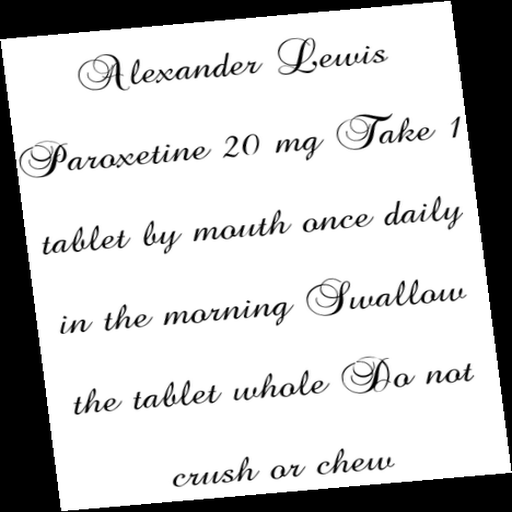 Alexander Lewis
Paroxetine 20 mg Take 1
tablet by mouth once daily
in the morning Swallow
the tablet whole Do not
crush or chew